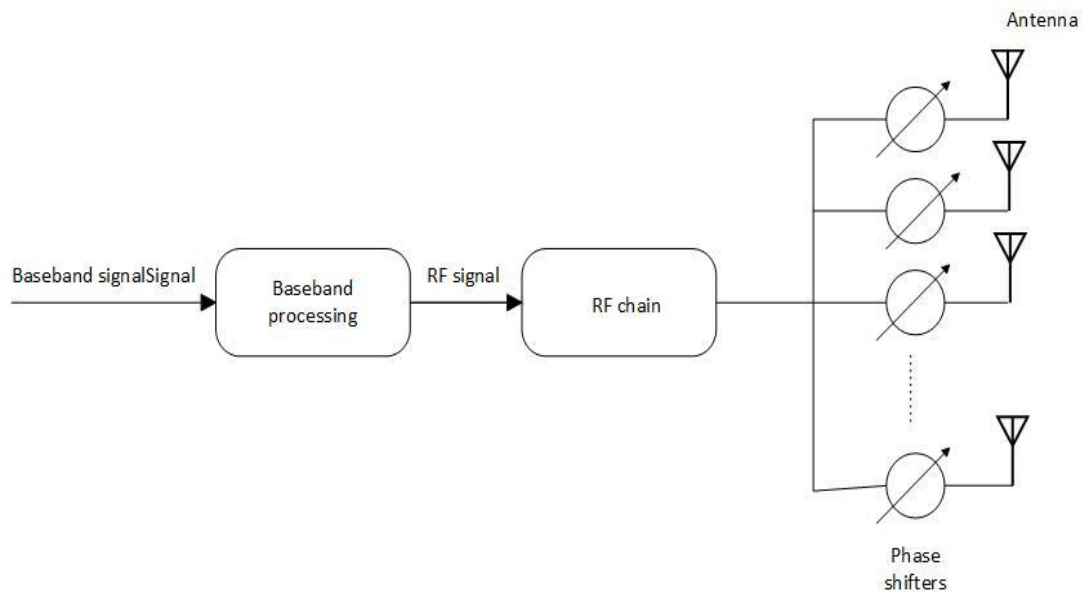 Antenna
Baseband signalSignal
RF signal
Baseband
processing
RF chain
Phase
shifters